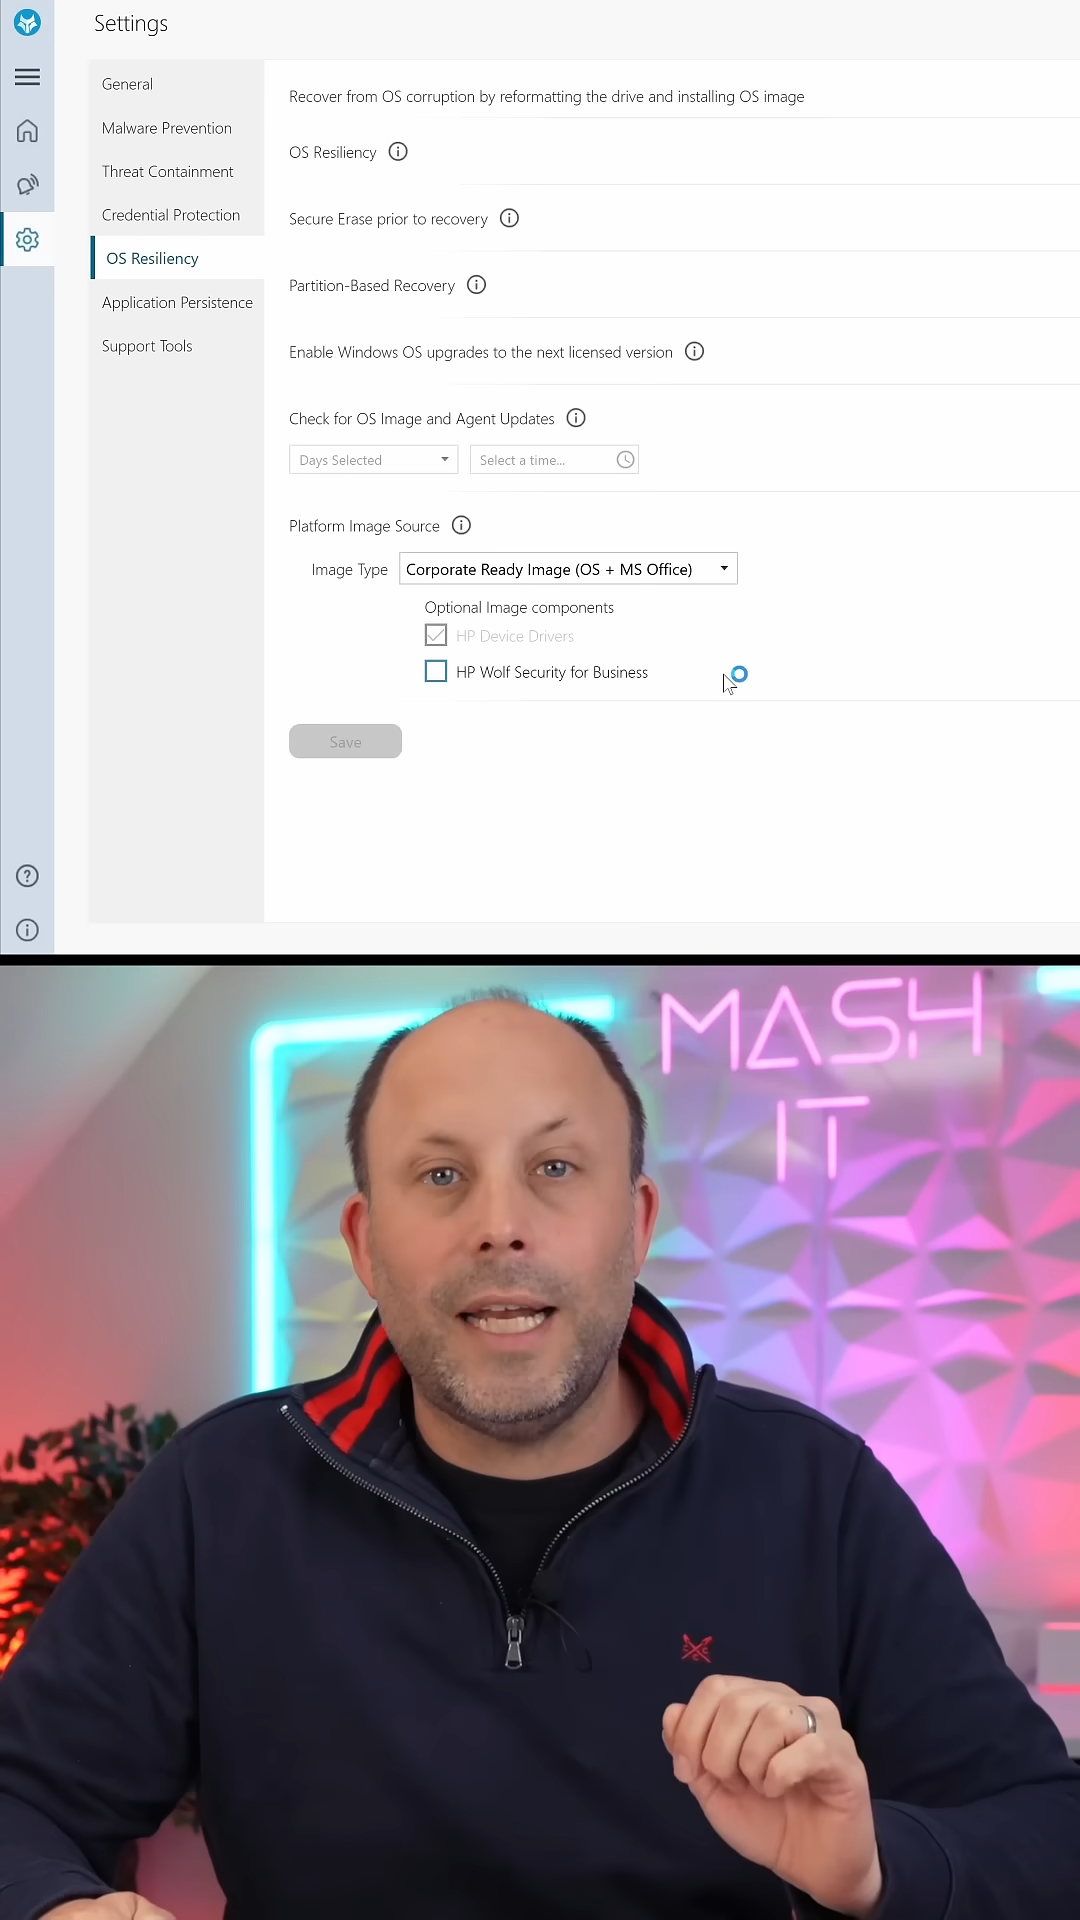 Settings
General
Malware Prevention
Threat Containment
Credential Protection
OS Resiliency
Application Persistence
Support Tools
Recover from OS corruption by reformatting the drive and installing OS image
OS Resiliency
Secure Erase prior to recovery
Partition-Based Recovery
Enable Windows OS upgrades to the next licensed version
Check for OS Image and Agent Updates
Days Selected
Select a time...
Platform Image Source
Image Type
Corporate Ready Image (OS + MS Office)
Optional Image components
HP Device Drivers
HP Wolf Security for Business
Save
MASH
IT